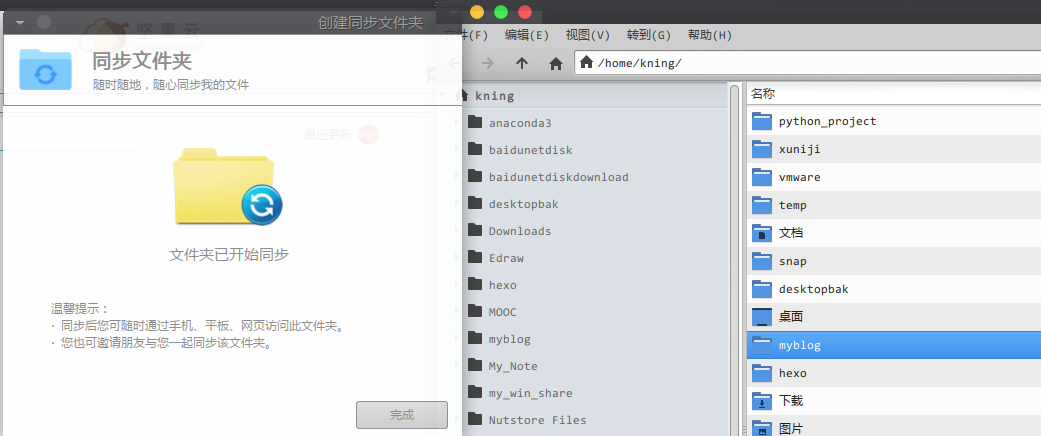 创建同步文件夹
坚果云
同步文件夹
随时随地，随心同步我的文件
最近更新
文件夹已开始同步
温馨提示：
· 同步后您可随时通过手机、平板、网页访问此文件夹。
· 您也可邀请朋友与您一起同步该文件夹。
完成
文件(F) 编辑(E) 视图(V) 转到(G) 帮助(H)
/home/kning/
kning
anaconda3
baidunetdisk
baidunetdiskdownload
desktopbak
Downloads
Edraw
hexo
MOOC
myblog
My_Note
my_win_share
Nutstore Files
名称
python_project
xuniji
vmware
temp
文档
snap
desktopbak
桌面
myblog
hexo
下载
图片